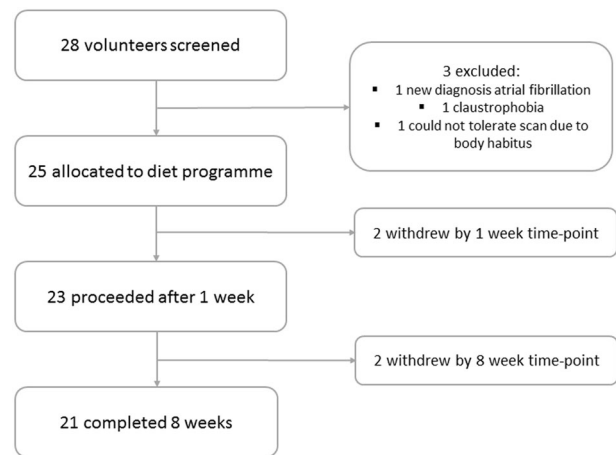 28 volunteers screened
3 excluded:
▪ 1 new diagnosis atrial fibrillation
▪ 1 claustrophobia
▪ 1 could not tolerate scan due to
body habitus
25 allocated to diet programme
2 withdrew by 1 week time-point
23 proceeded after 1 week
2 withdrew by 8 week time-point
21 completed 8 weeks